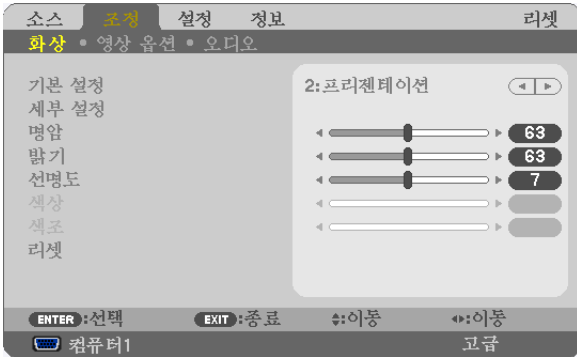 소스 조정 설정 정보 리셋
화상 • 영상 옵션 • 오디오
기본 설정 2:프리젠테이션
세부 설정
명암 63
밝기 63
선명도 7
색상
색조
리셋
ENTER:선택 EXIT:종료 :이동 :이동
컴퓨터1 고급